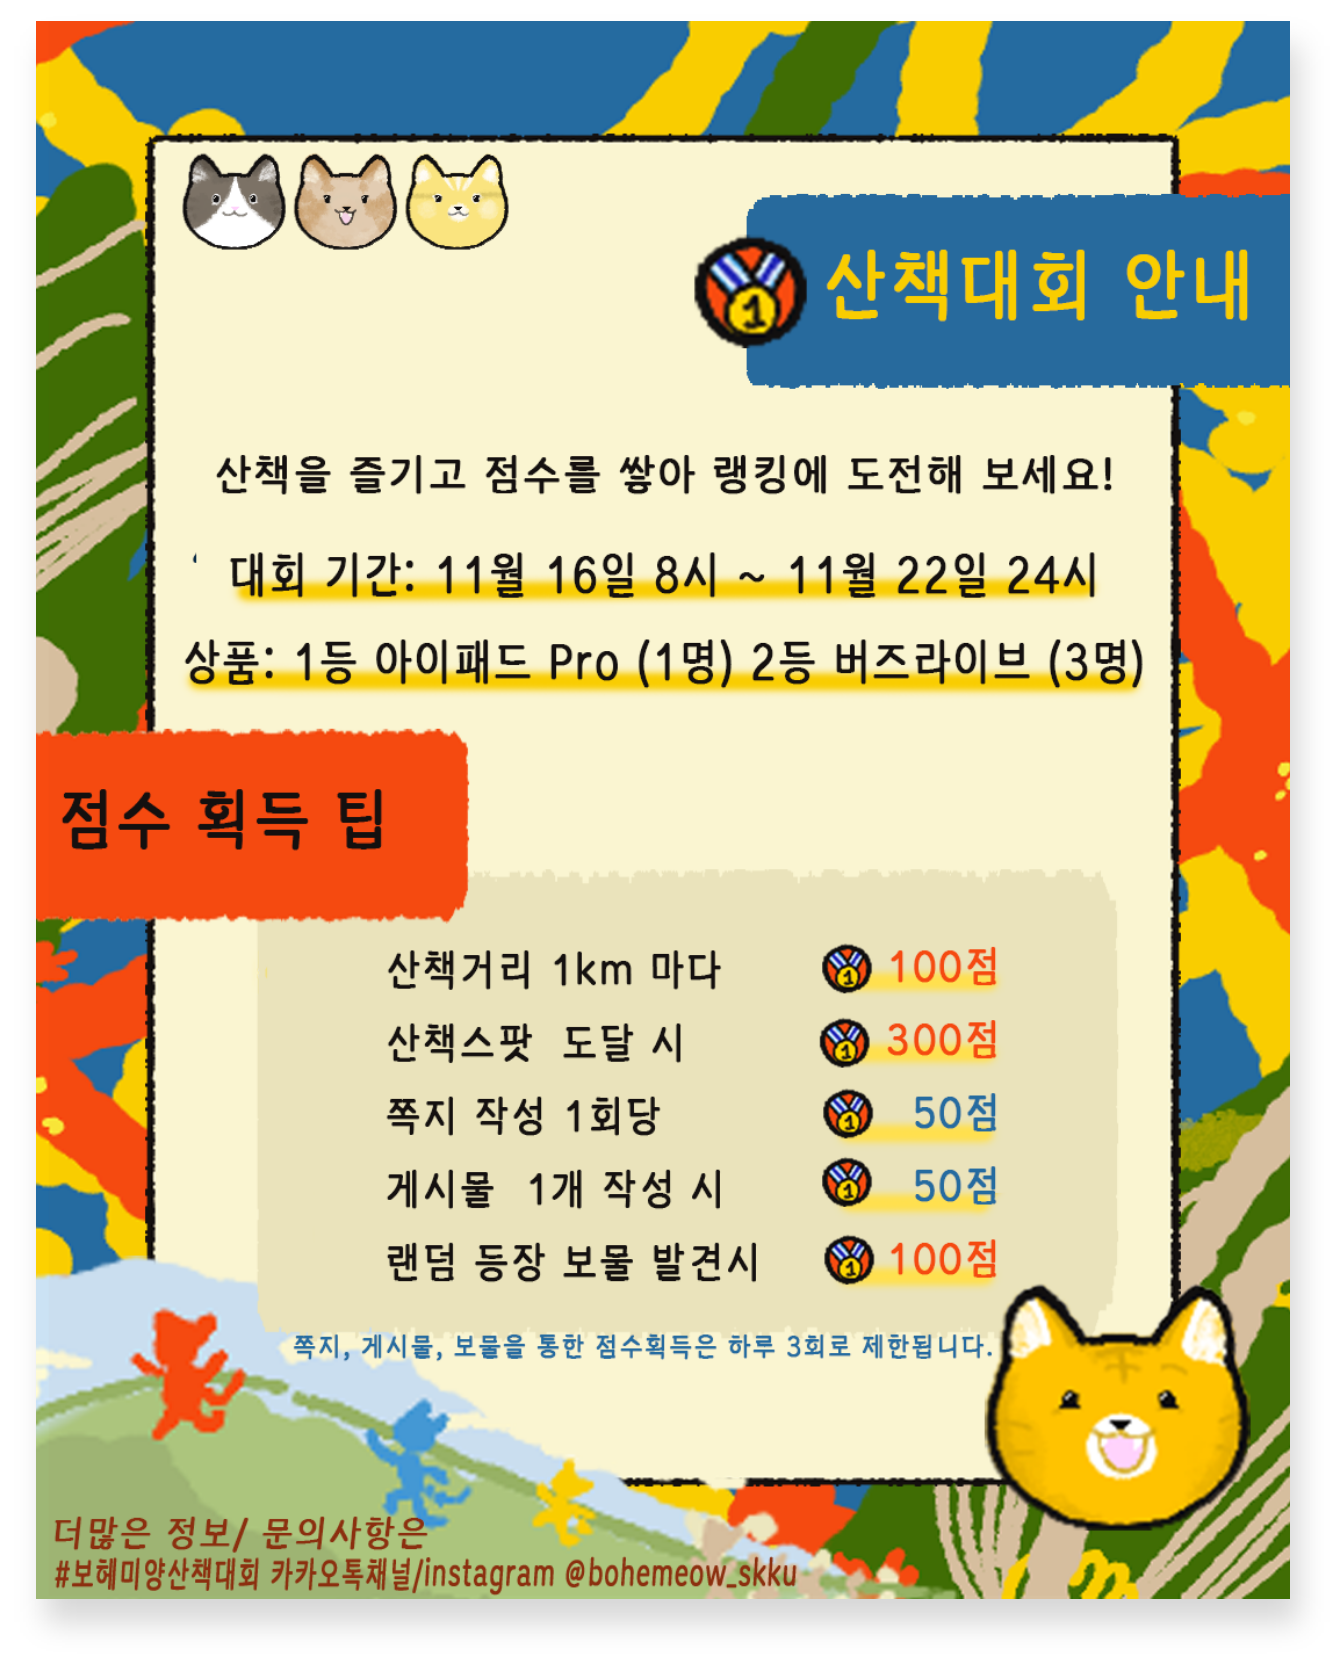 산책대회 안내
산책을 즐기고 점수를 쌓아 랭킹에 도전해 보세요!
대회 기간: 11월 16일 8시 ~ 11월 22일 24시
상품: 1등 아이패드 Pro (1명) 2등 버즈라이브 (3명)
점수 획득 팁
산책거리 1km 마다 1 100점
산책스팟 도달 시 1 300점
쪽지 작성 1회당 1 50점
게시물 1개 작성 시 1 50점
랜덤 등장 보물 발견시 1 100점
쪽지, 게시물, 보물을 통한 점수획득은 하루 3회로 제한됩니다.
더많은 정보/ 문의사항은
#보헤미양산책대회 카카오톡채널/instagram @bohemeow_skku